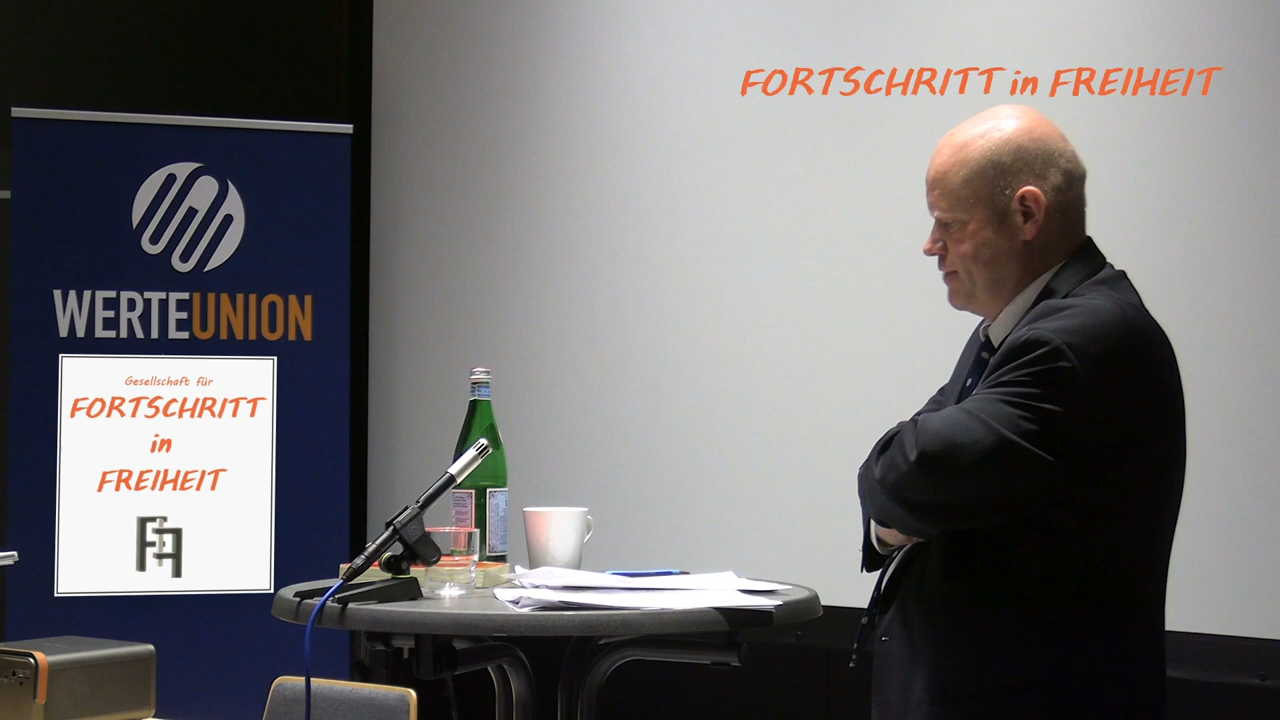 FORTSCHRITT in FREIHEIT
WERTEUNION
Gesellschaft für
FORTSCHRITT
in
FREIHEIT